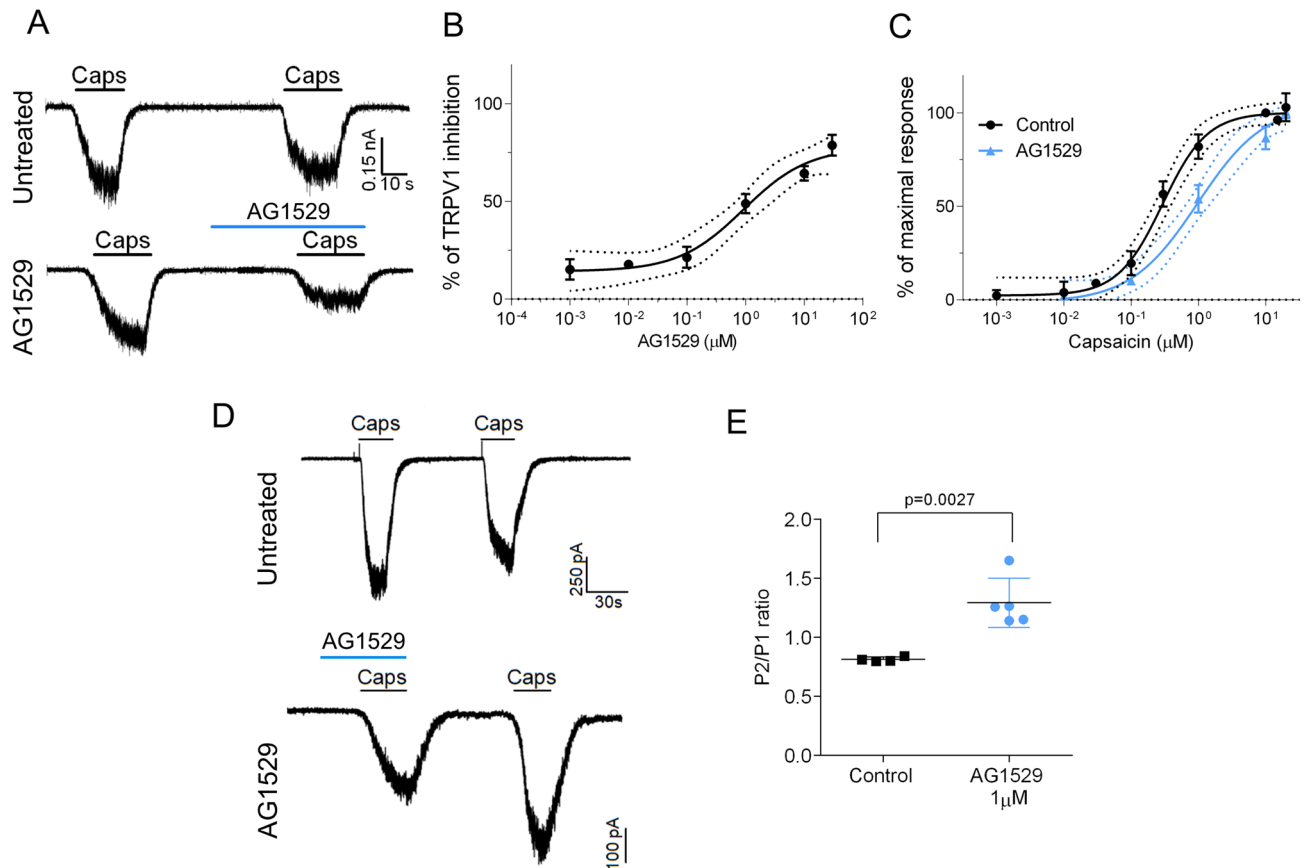 A
Untreated
Caps
Caps
0.15 nA
10 s
AG1529
AG1529
Caps
Caps
B
% of TRPV1 inhibition
100
50
0
10-4
10-3
10-2
10-1
100
101
102
AG1529 (μM)
C
% of maximal response
100
50
0
Control
AG1529
10-3
10-2
10-1
100
101
Capsaicin (μM)
D
Untreated
Caps
Caps
250 pA
30s
AG1529
AG1529
Caps
Caps
100 pA
E
p=0.0027
P2/P1 ratio
2.0
1.5
1.0
0.5
0.0
Control
AG1529
1μM